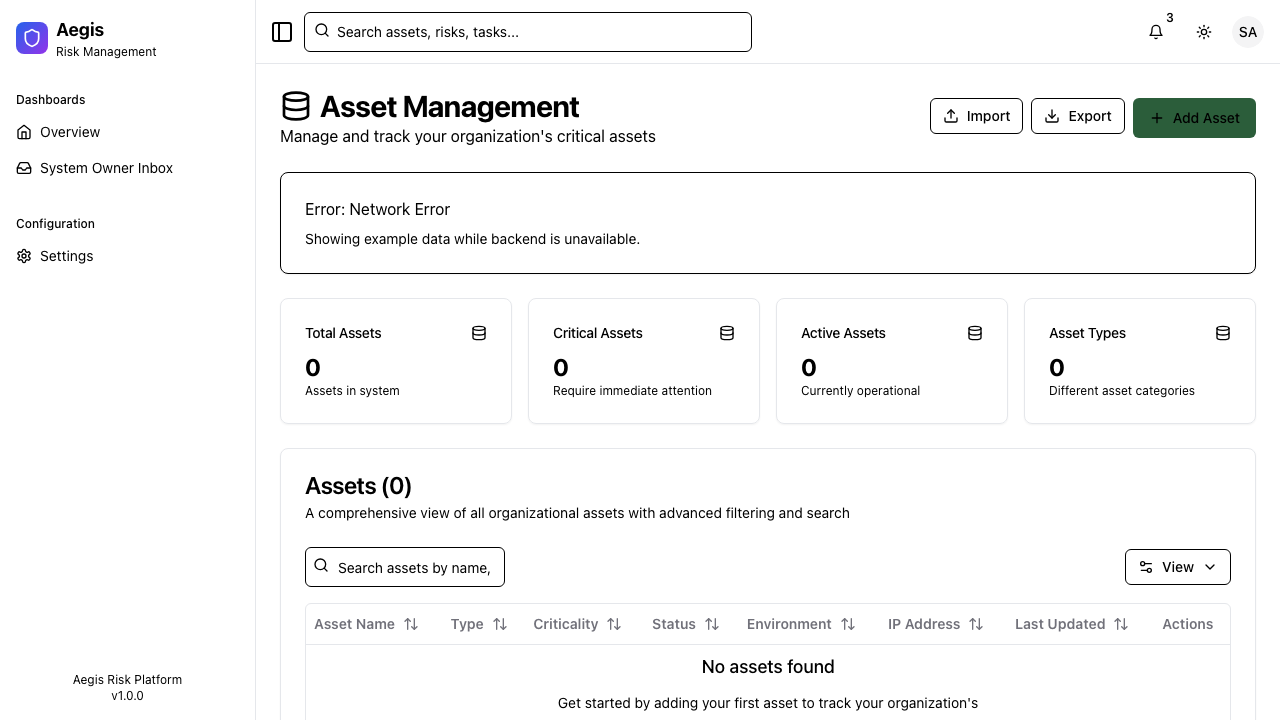 Aegis
Risk Management
Dashboards
Overview
System Owner Inbox
Configuration
Settings
Aegis Risk Platform
v1.0.0
Search assets, risks, tasks...
3
SA
Asset Management
Manage and track your organization's critical assets
Import
Export
Add Asset
Error: Network Error
Showing example data while backend is unavailable.
Total Assets
0
Assets in system
Critical Assets
0
Require immediate attention
Active Assets
0
Currently operational
Asset Types
0
Different asset categories
Assets (0)
A comprehensive view of all organizational assets with advanced filtering and search
Search assets by name,
View
Asset Name Type Criticality Status Environment IP Address Last Updated Actions
No assets found
Get started by adding your first asset to track your organization's